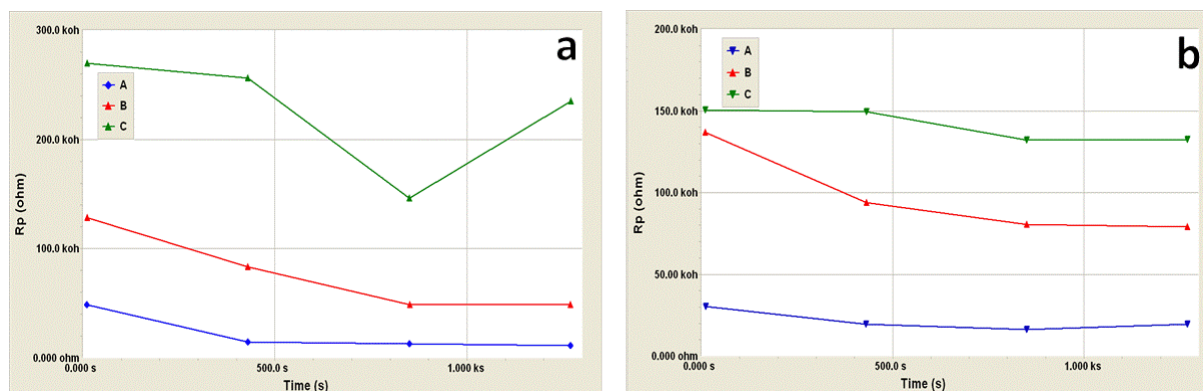 a
300.0 koh
200.0 koh
100.0 koh
0.000 ohm
Rp (ohm)
A
B
C
0.000 s
500.0 s
1.000 ks
Time (s)
b
200.0 koh
150.0 koh
100.0 koh
50.00 koh
0.000 ohm
Rp (ohm)
A
B
C
0.000 s
500.0 s
1.000 ks
Time (s)